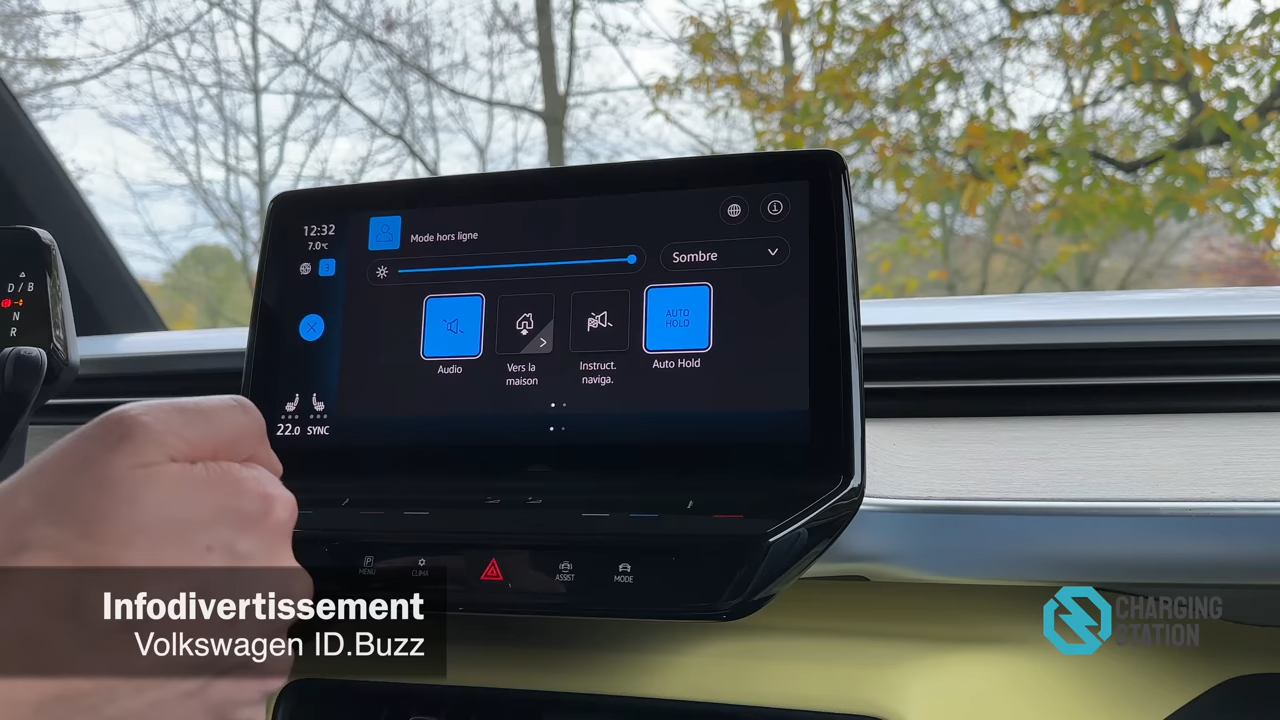 12:32
7.0°C
3
Mode hors ligne
Sombre
AUTO
HOLD
Audio
Vers la
maison
Instruct.
naviga.
Auto Hold
22.0 SYNC
D / B
N
R
P
MENU
CLIMA
ASSIST
MODE
Infodivertissement
Volkswagen ID.Buzz
CHARGING
STATION